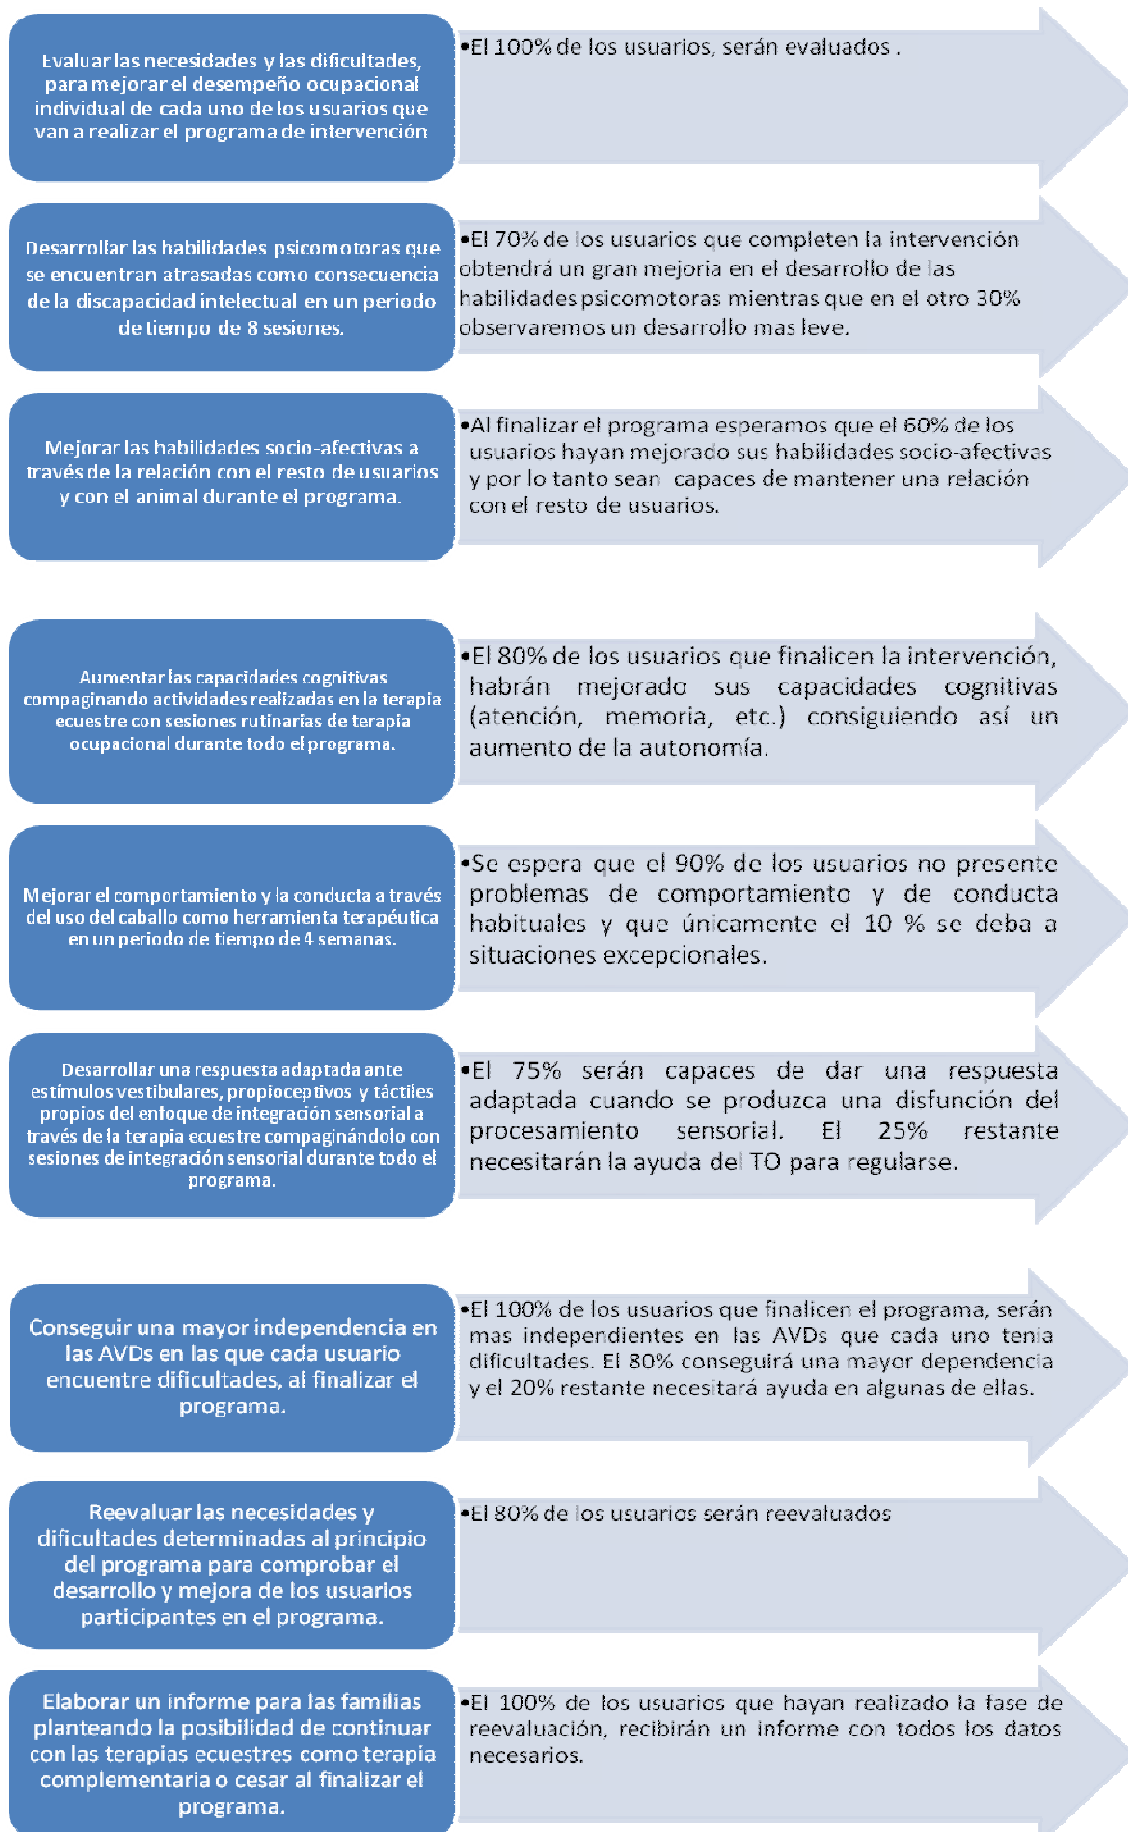 Evaluar las necesidades y las dificultades,
para mejorar el desempeño ocupacional
individual de cada uno de los usuarios que
van a realizar el programa de intervención
•El 100% de los usuarios, serán evaluados .
Desarrollar las habilidades psicomotoras que
se encuentran atrasadas como consecuencia
de la discapacidad intelectual en un periodo
de tiempo de 8 sesiones.
•El 70% de los usuarios que completen la intervención
obtendrá un gran mejoria en el desarrollo de las
habilidades psicomotoras mientras que en el otro 30%
observaremos un desarrollo mas leve.
Mejorar las habilidades socio-afectivas a
través de la relación con el resto de usuarios
y con el animal durante el programa.
•Al finalizar el programa esperamos que el 60% de los
usuarios hayan mejorado sus habilidades socio-afectivas
y por lo tanto sean capaces de mantener una relación
con el resto de usuarios.
Aumentar las capacidades cognitivas
compaginando actividades realizadas en la terapia
ecuestre con sesiones rutinarias de terapia
ocupacional durante todo el programa.
•El 80% de los usuarios que finalicen la intervención,
habrán mejorado sus capacidades cognitivas
(atención, memoria, etc.) consiguiendo así un
aumento de la autonomía.
Mejorar el comportamiento y la conducta a través
del uso del caballo como herramienta terapéutica
en un periodo de tiempo de 4 semanas.
•Se espera que el 90% de los usuarios no presente
problemas de comportamiento y de conducta
habituales y que únicamente el 10 % se deba a
situaciones excepcionales.
Desarrollar una respuesta adaptada ante
estímulos vestibulares, propioceptivos y táctiles
propios del enfoque de integración sensorial a
través de la terapia ecuestre compaginándolo con
sesiones de integración sensorial durante todo el
programa.
•El 75% serán capaces de dar una respuesta
adaptada cuando se produzca una disfunción del
procesamiento sensorial. El 25% restante
necesitarán la ayuda del TO para regularse.
Conseguir una mayor independencia en
las AVDs en las que cada usuario
encuentre dificultades, al finalizar el
programa.
•El 100% de los usuarios que finalicen el programa, serán
mas independientes en las AVDs que cada uno tenia
dificultades. El 80% conseguirá una mayor dependencia
y el 20% restante necesitará ayuda en algunas de ellas.
Reevaluar las necesidades y
dificultades determinadas al principio
del programa para comprobar el
desarrollo y mejora de los usuarios
participantes en el programa.
•El 80% de los usuarios serán reevaluados
Elaborar un informe para las familias
planteando la posibilidad de continuar
con las terapias ecuestres como terapia
complementaria o cesar al finalizar el
programa.
•El 100% de los usuarios que hayan realizado la fase de
reevaluación, recibirán un informe con todos los datos
necesarios.